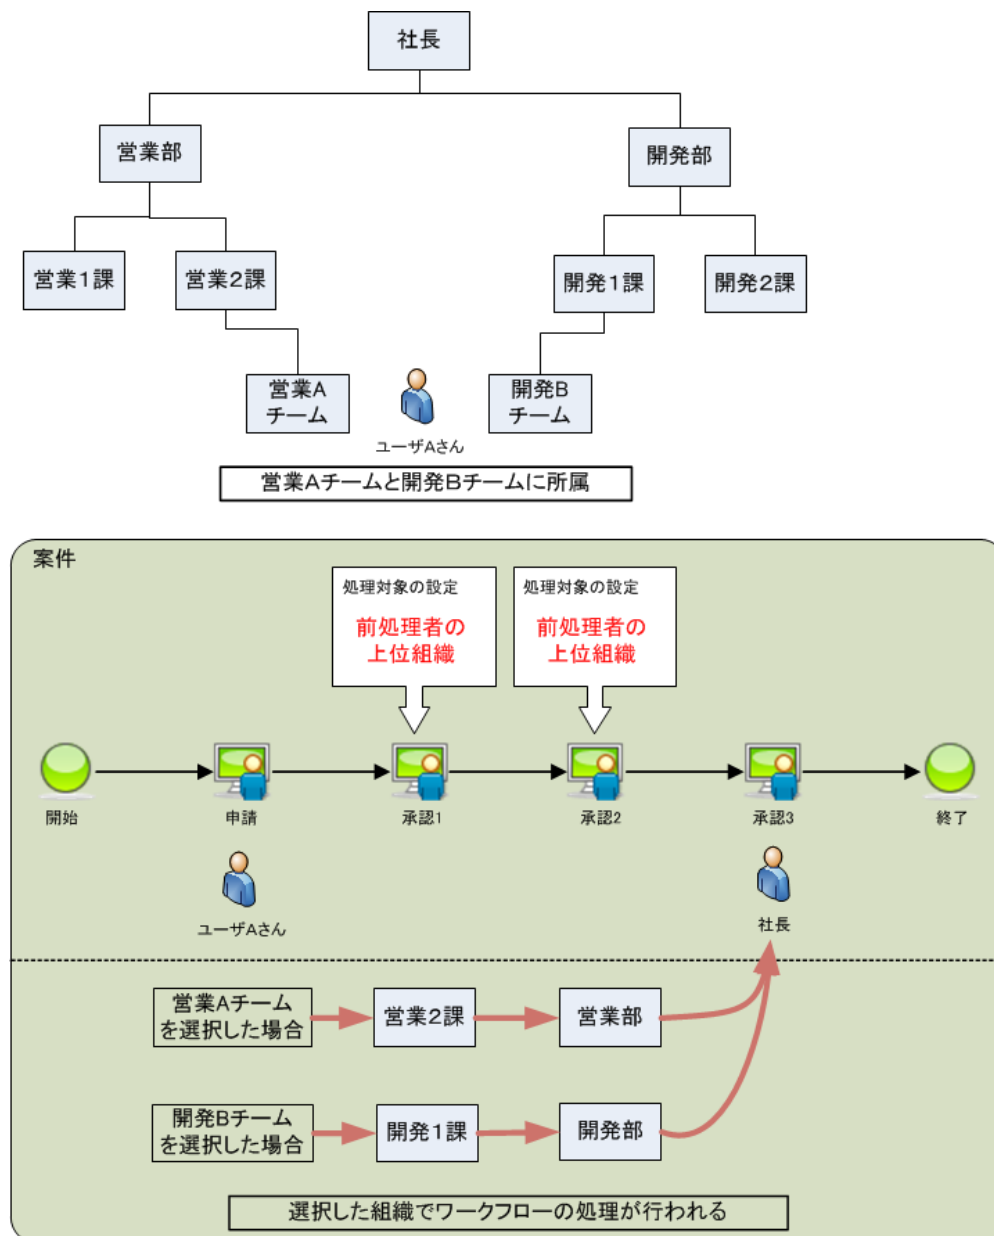 社長
営業部
開発部
営業1課
営業2課
開発1課
開発2課
営業A
チーム
開発B
チーム
ユーザAさん
営業Aチームと開発Bチームに所属
案件
処理対象の設定
前処理者の
上位組織
処理対象の設定
前処理者の
上位組織
開始
申請
承認1
承認2
承認3
終了
ユーザAさん
社長
営業Aチーム
を選択した場合
営業2課
営業部
開発Bチーム
を選択した場合
開発1課
開発部
選択した組織でワークフローの処理が行われる